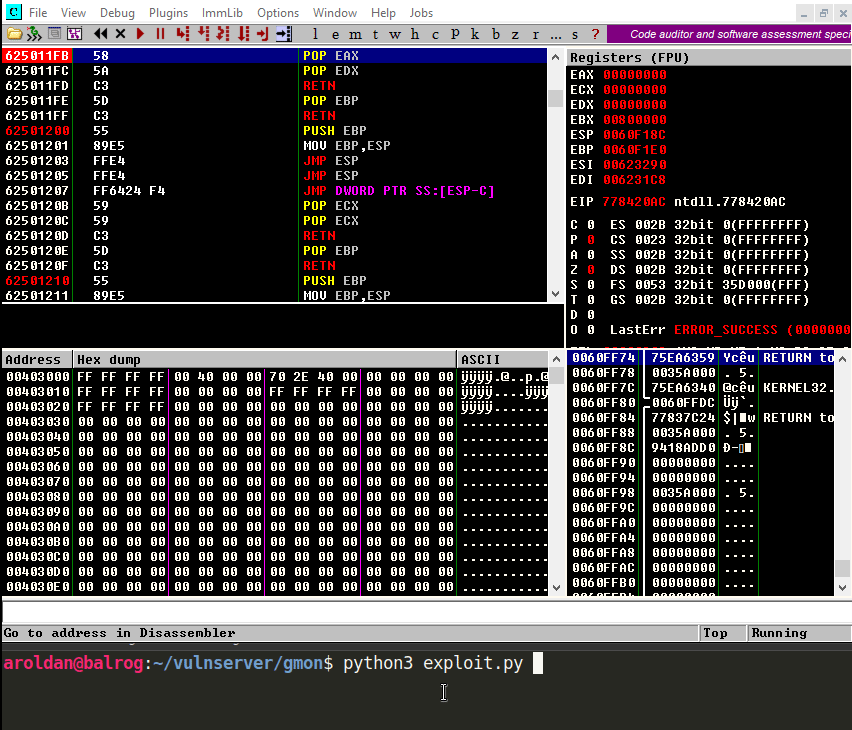 C File View Debug Plugins ImmLib Options Window Help Jobs
l e m t w h c P k b z r ... s ? Code auditor and software assessment speci
625011FB 58 POP EAX
625011FC 5A POP EDX
625011FD C3 RETN
625011FE 5D POP EBP
625011FF C3 RETN
62501200 55 PUSH EBP
62501201 89E5 MOV EBP,ESP
62501203 FFE4 JMP ESP
62501205 FFE4 JMP ESP
62501207 FF6424 F4 JMP DWORD PTR SS:[ESP-C]
6250120B 59 POP ECX
6250120C 59 POP ECX
6250120D C3 RETN
6250120E 5D POP EBP
6250120F C3 RETN
62501210 55 PUSH EBP
62501211 89E5 MOV EBP,ESP
Registers (FPU)
EAX 00000000
ECX 00000000
EDX 00000000
EBX 00800000
ESP 0060F18C
EBP 0060F1E0
ESI 00623290
EDI 006231C8
EIP 778420AC ntdll.778420AC
C 0 ES 002B 32bit 0(FFFFFFFF)
P 0 CS 0023 32bit 0(FFFFFFFF)
A 0 SS 002B 32bit 0(FFFFFFFF)
Z 0 DS 002B 32bit 0(FFFFFFFF)
S 0 FS 0053 32bit 35D000(FFF)
T 0 GS 002B 32bit 0(FFFFFFFF)
D 0
O 0 LastErr ERROR_SUCCESS (0000000
Address Hex dump ASCII
00403000 FF FF FF FF 00 40 00 00 70 2E 40 00 00 00 00 00 ÿÿÿÿ.@..p.@
00403010 FF FF FF FF 00 00 00 00 FF FF FF FF 00 00 00 00 ÿÿÿÿ....ÿÿÿÿ
00403020 FF FF FF FF 00 00 00 00 00 00 00 00 00 00 00 00 ÿÿÿÿ.......
00403030 00 00 00 00 00 00 00 00 00 00 00 00 00 00 00 00 ...........
00403040 00 00 00 00 00 00 00 00 00 00 00 00 00 00 00 00 ...........
00403050 00 00 00 00 00 00 00 00 00 00 00 00 00 00 00 00 ...........
00403060 00 00 00 00 00 00 00 00 00 00 00 00 00 00 00 00 ...........
00403070 00 00 00 00 00 00 00 00 00 00 00 00 00 00 00 00 ...........
00403080 00 00 00 00 00 00 00 00 00 00 00 00 00 00 00 00 ...........
00403090 00 00 00 00 00 00 00 00 00 00 00 00 00 00 00 00 ...........
004030A0 00 00 00 00 00 00 00 00 00 00 00 00 00 00 00 00 ...........
004030B0 00 00 00 00 00 00 00 00 00 00 00 00 00 00 00 00 ...........
004030C0 00 00 00 00 00 00 00 00 00 00 00 00 00 00 00 00 ...........
004030D0 00 00 00 00 00 00 00 00 00 00 00 00 00 00 00 00 ...........
004030E0 00 00 00 00 00 00 00 00 00 00 00 00 00 00 00 00 ...........
0060FF74 75EA6359 Ycêu RETURN to
0060FF78 0035A000 . 5.
0060FF7C 75EA6340 @cêu KERNEL32.
0060FF80 0060FFDC Üÿ`.
0060FF84 77837C24 $|w RETURN to
0060FF88 0035A000 . 5.
0060FF8C 9418ADD0
0060FF90 00000000 ....
0060FF94 00000000 ....
0060FF98 0035A000 . 5.
0060FF9C 00000000 ....
0060FFA0 00000000 ....
0060FFA4 00000000 ....
0060FFA8 00000000 ....
0060FFAC 00000000 ....
0060FFB0 00000000 ....
Go to address in Disassembler Top Running
aroldan@balrog:~/vulnserver/gmon$ python3 exploit.py